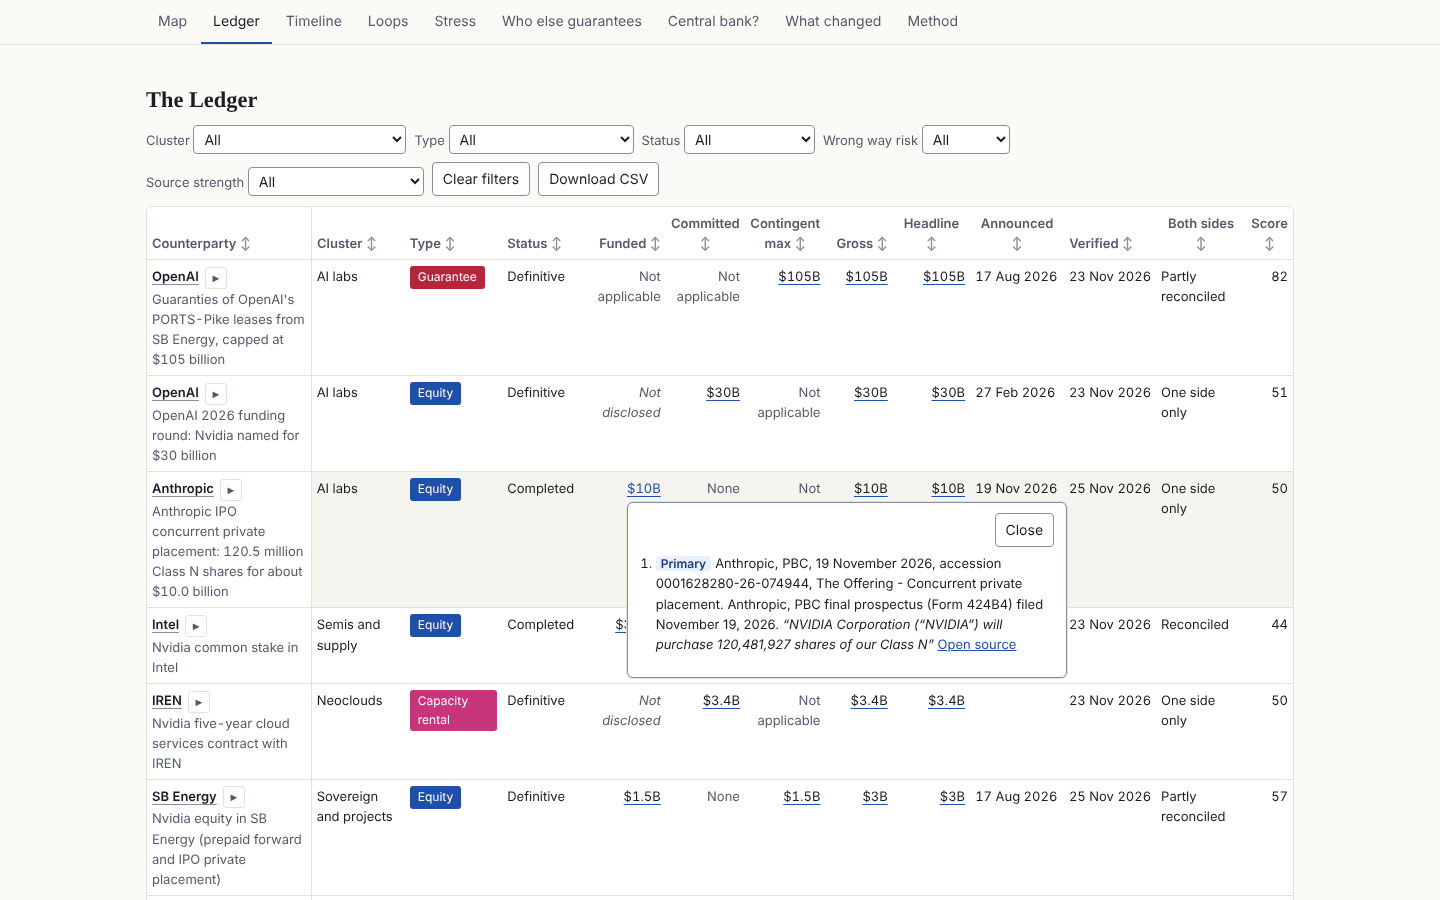 Map Ledger Timeline Loops Stress Who else guarantees Central bank? What changed Method
The Ledger
Cluster All Type All Status All Wrong way risk All
Source strength All Clear filters Download CSV
Counterparty ↕ Cluster ↕ Type ↕ Status ↕ Funded ↕ Committed ↕ Contingent max ↕ Gross ↕ Headline ↕ Announced ↕ Verified ↕ Both sides ↕ Score ↕
OpenAI ▸ AI labs Guarantee Definitive Not applicable Not applicable $105B $105B $105B 17 Aug 2026 23 Nov 2026 Partly reconciled 82
Guaranties of OpenAI's
PORTS-Pike leases from
SB Energy, capped at
$105 billion
OpenAI ▸ AI labs Equity Definitive Not disclosed $30B Not applicable $30B $30B 27 Feb 2026 23 Nov 2026 One side only 51
OpenAI 2026 funding
round: Nvidia named for
$30 billion
Anthropic ▸ AI labs Equity Completed $10B None Not $10B $10B 19 Nov 2026 25 Nov 2026 One side only 50
Anthropic IPO
concurrent private
placement: 120.5 million
Class N shares for about
$10.0 billion
Close
1. Primary Anthropic, PBC, 19 November 2026, accession
0001628280-26-074944, The Offering - Concurrent private
placement. Anthropic, PBC final prospectus (Form 424B4) filed
November 19, 2026. “NVIDIA Corporation (“NVIDIA”) will
purchase 120,481,927 shares of our Class N” Open source
Intel ▸ Semis and supply Equity Completed 23 Nov 2026 Reconciled 44
Nvidia common stake in
Intel
IREN ▸ Neoclouds Capacity rental Definitive Not disclosed $3.4B Not applicable $3.4B $3.4B 23 Nov 2026 One side only 50
Nvidia five-year cloud
services contract with
IREN
SB Energy ▸ Sovereign and projects Equity Definitive $1.5B None $1.5B $3B $3B 17 Aug 2026 25 Nov 2026 Partly reconciled 57
Nvidia equity in SB
Energy (prepaid forward
and IPO private
placement)